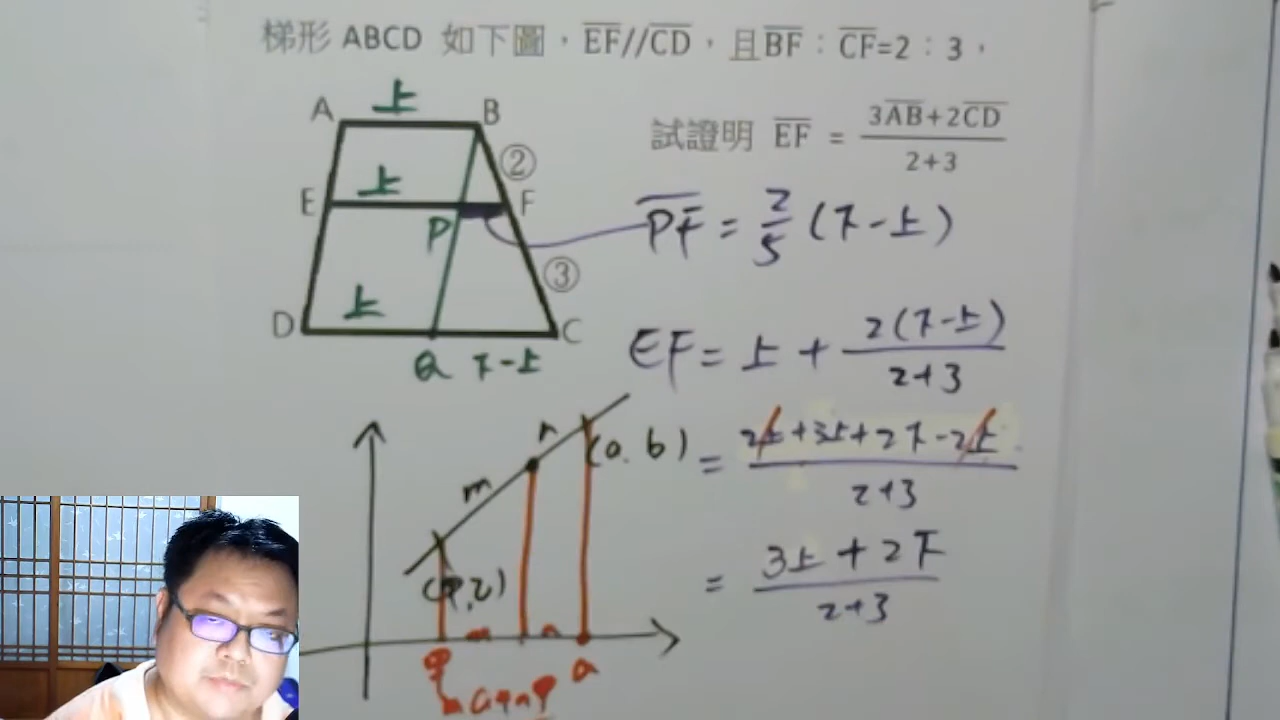 梯形 ABCD 如下圖，EF//CD，且BF：CF=2：3，
試證明 EF = (3AB+2CD)/(2+3)
A 上 B
②
E 上 F
P
③
D 上 C
Q 下-上
PF = 2/5 (下-上)
EF = 上 + 2(下-上)/(2+3)
= (2上+3上+2下-2上)/(2+3)
= (3上+2下)/(2+3)
n
(a, b)
m
a